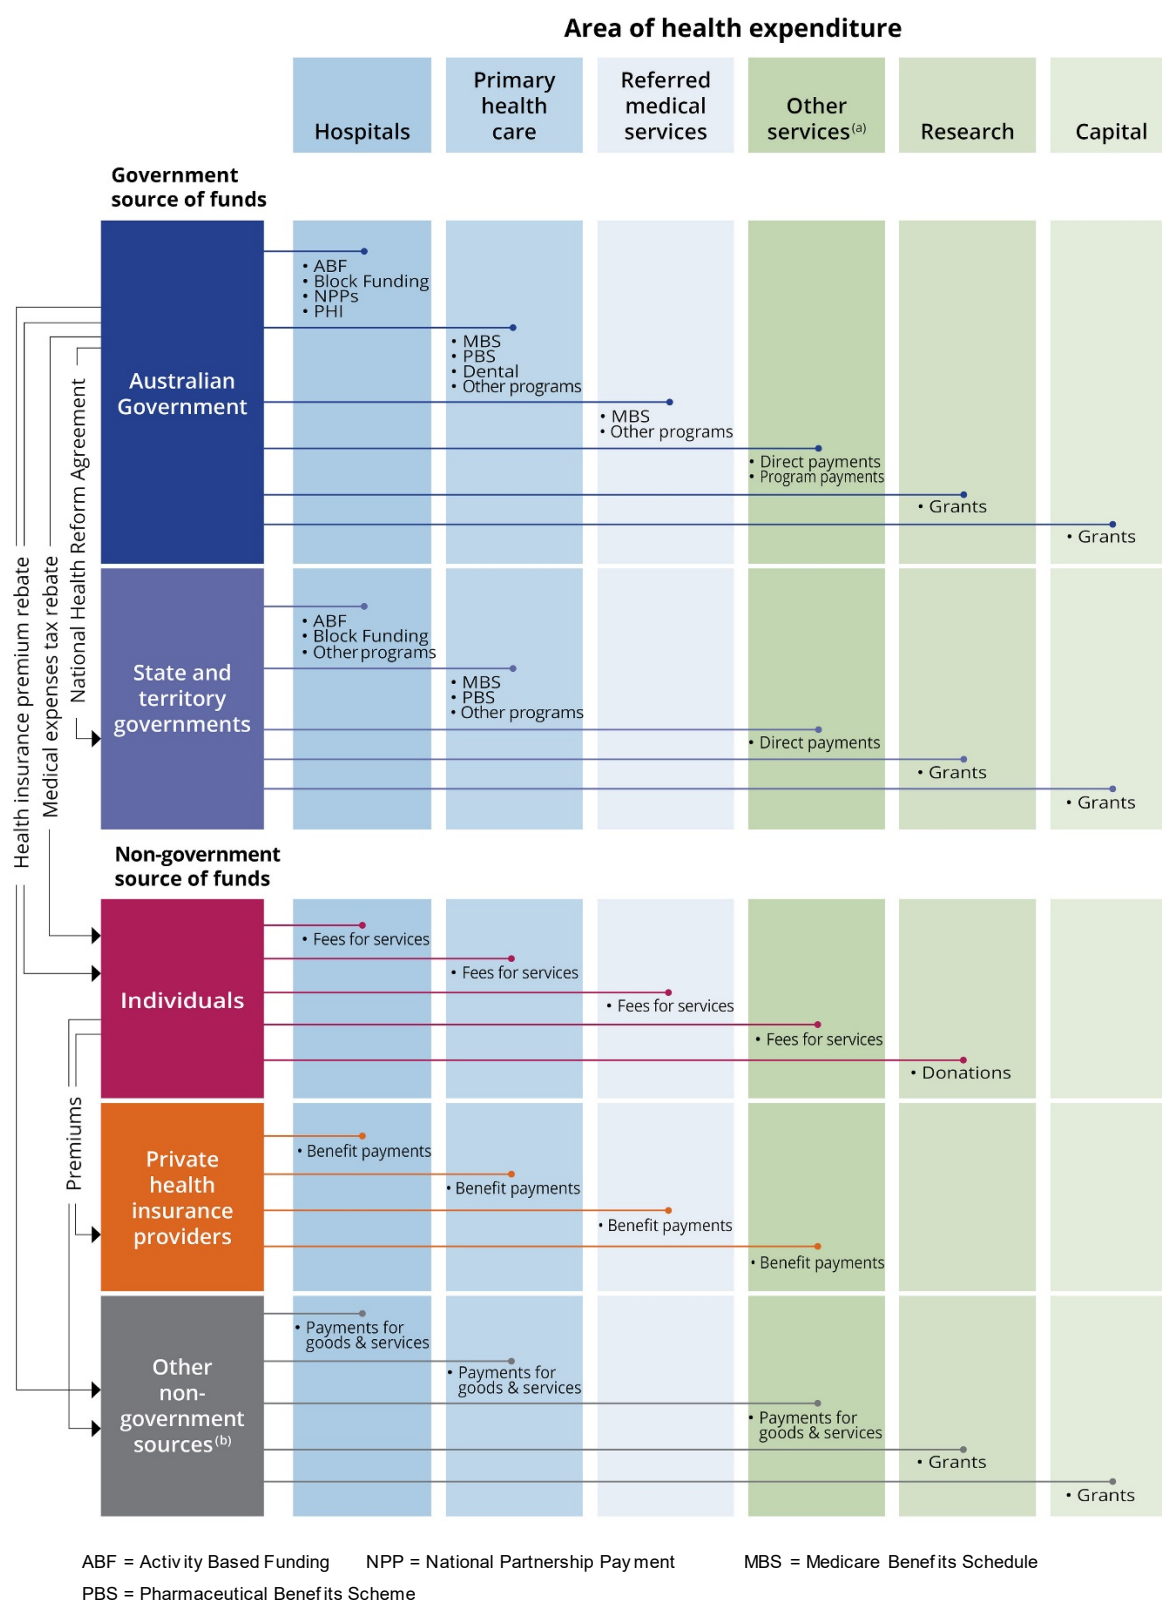 Area of health expenditure
Hospitals
Primary
health
care
Referred
medical
services
Other
services(a)
Research
Capital
Government
source of funds
Australian
Government
• ABF
• Block Funding
• NPPs
• PHI
• MBS
• PBS
• Dental
• Other programs
• MBS
• Other programs
• Direct payments
• Program payments
• Grants
• Grants
State and
territory
governments
• ABF
• Block Funding
• Other programs
• MBS
• PBS
• Other programs
• Direct payments
• Grants
• Grants
Health insurance premium rebate
Medical expenses tax rebate
National Health Reform Agreement
Non-government
source of funds
Individuals
• Fees for services
• Fees for services
• Fees for services
• Fees for services
• Donations
Premiums
Private
health
insurance
providers
• Benefit payments
• Benefit payments
• Benefit payments
• Benefit payments
Other
non-
government
sources(b)
• Payments for
goods & services
• Payments for
goods & services
• Payments for
goods & services
• Grants
• Grants
ABF = Activity Based Funding NPP = National Partnership Payment MBS = Medicare Benefits Schedule
PBS = Pharmaceutical Benefits Scheme